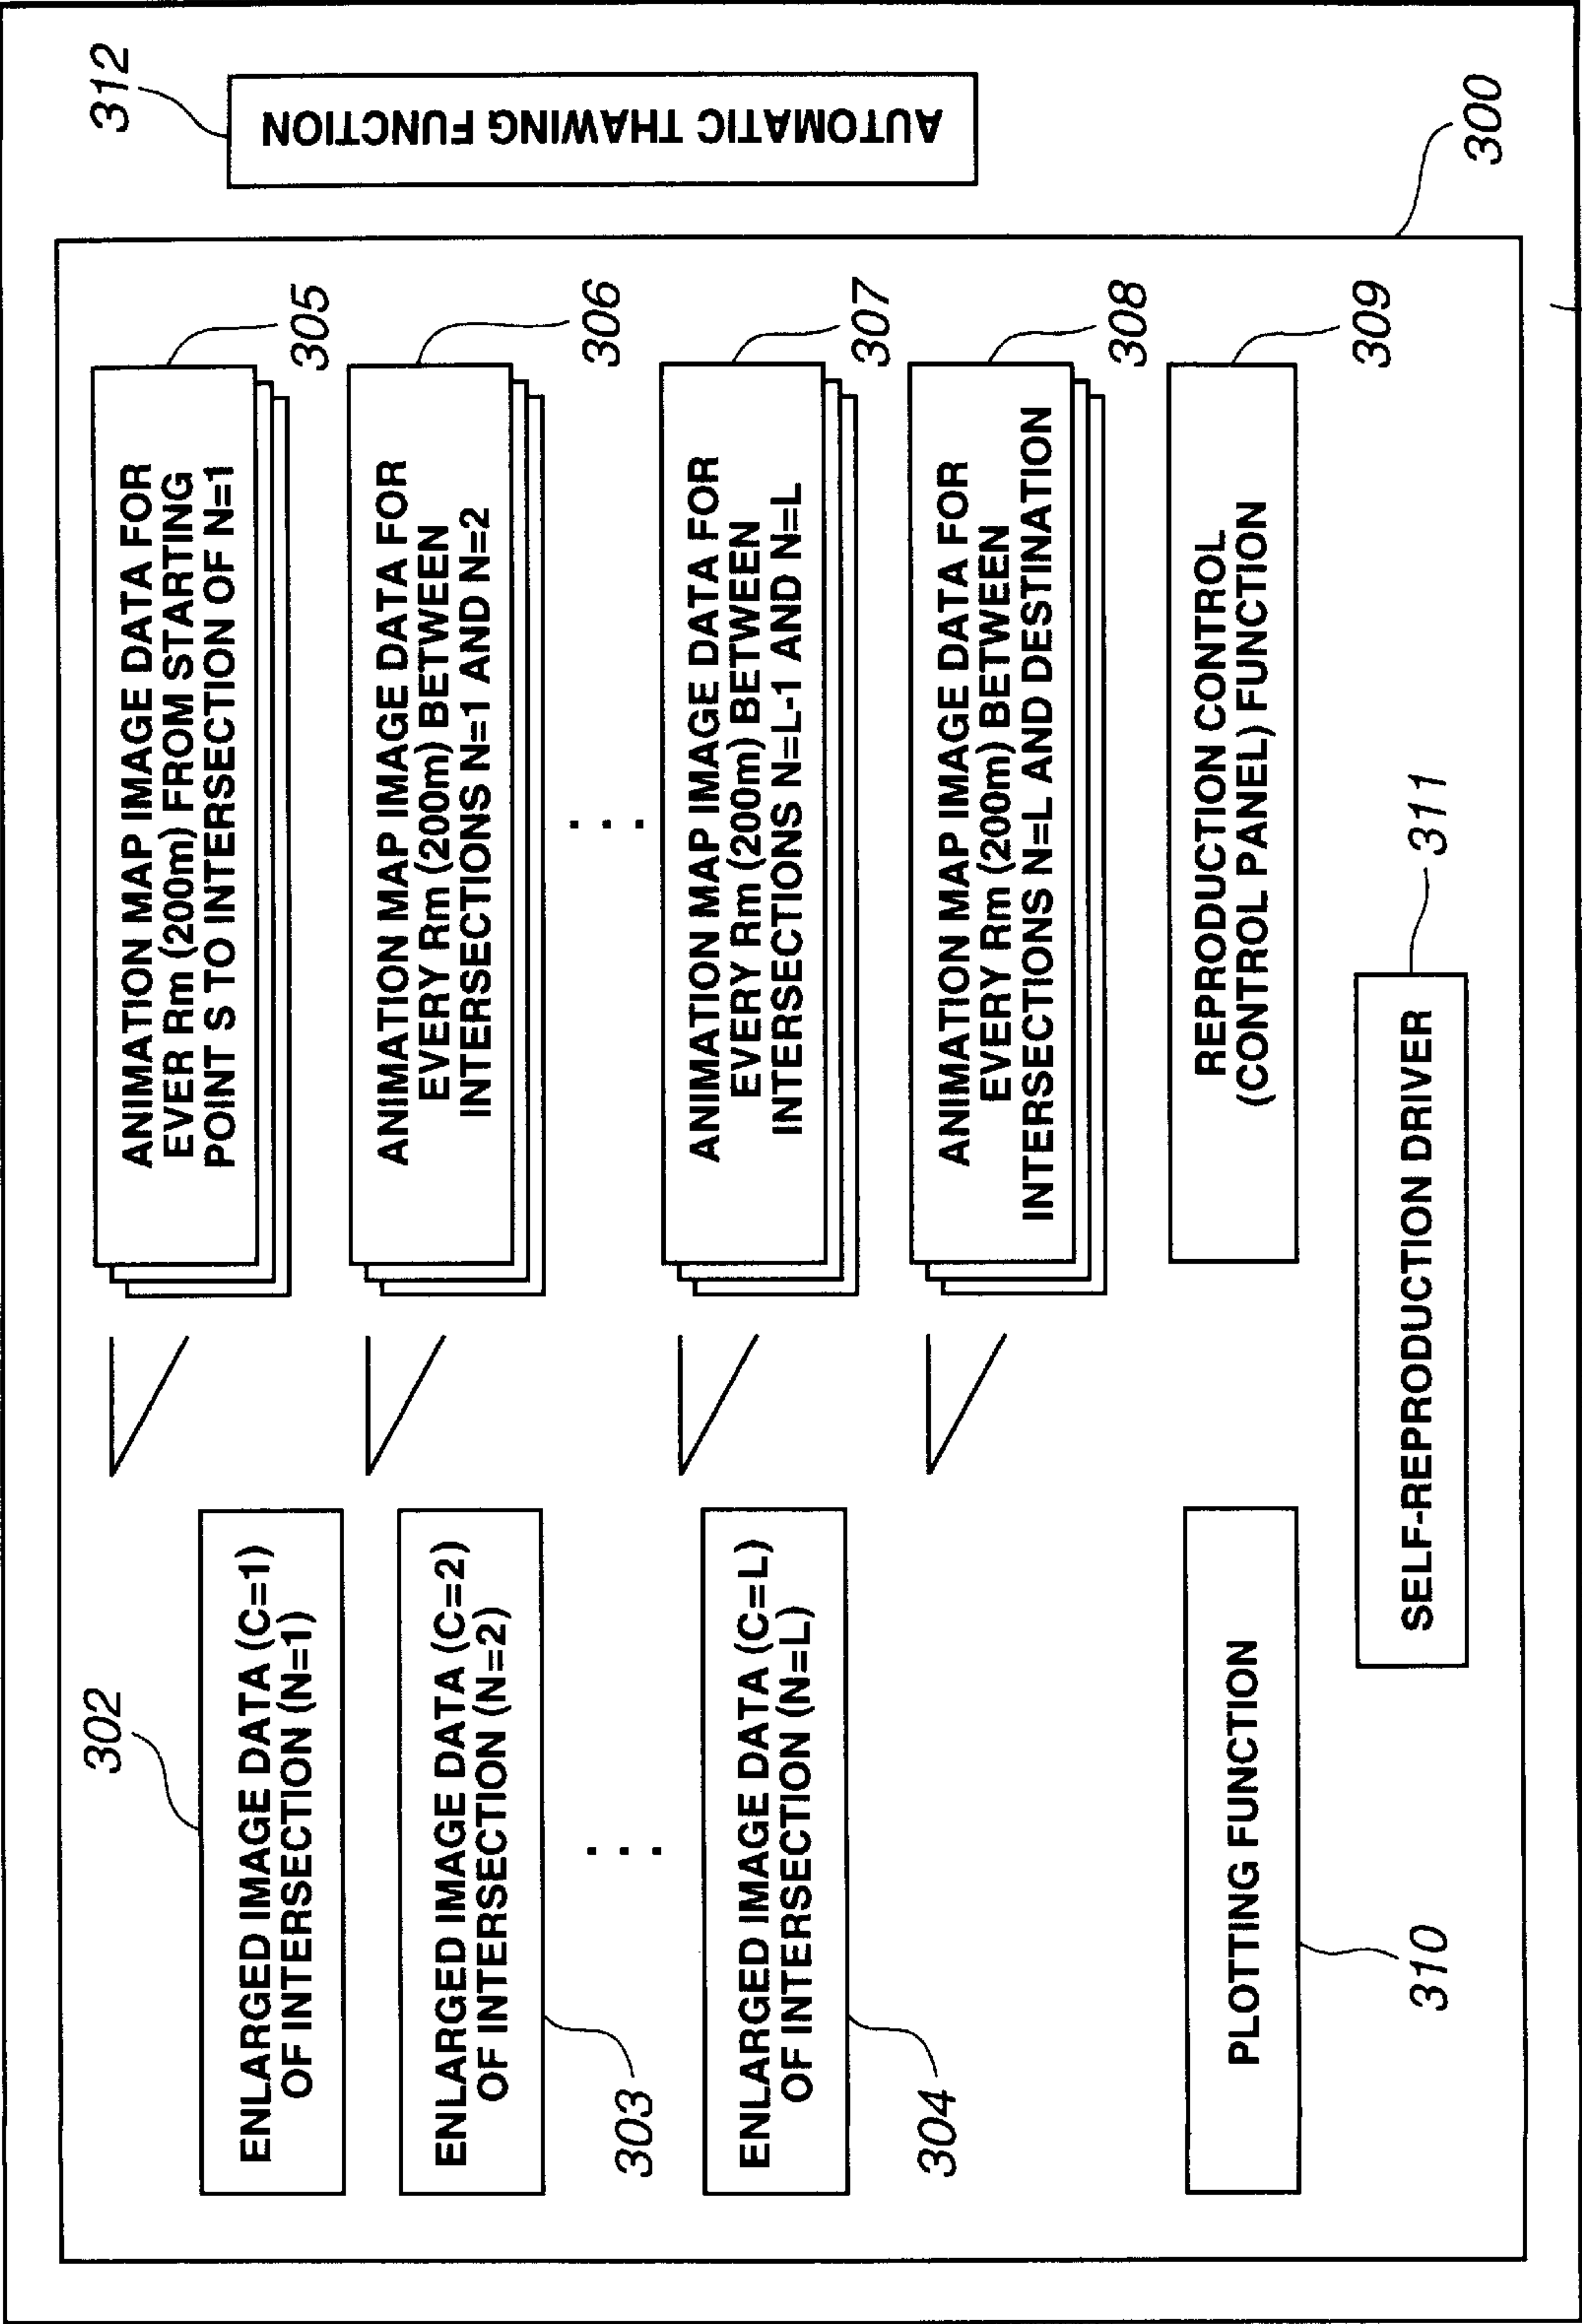 302
ENLARGED IMAGE DATA (C=1)
OF INTERSECTION (N=1)
ENLARGED IMAGE DATA (C=2)
OF INTERSECTION (N=2)
303
...
ENLARGED IMAGE DATA (C=L)
OF INTERSECTION (N=L)
304
PLOTTING FUNCTION
310
ANIMATION MAP IMAGE DATA FOR
EVER Rm (200m) FROM STARTING
POINT S TO INTERSECTION OF N=1
305
ANIMATION MAP IMAGE DATA FOR
EVERY Rm (200m) BETWEEN
INTERSECTIONS N=1 AND N=2
306
...
ANIMATION MAP IMAGE DATA FOR
EVERY Rm (200m) BETWEEN
INTERSECTIONS N=L-1 AND N=L
307
ANIMATION MAP IMAGE DATA FOR
EVERY Rm (200m) BETWEEN
INTERSECTIONS N=L AND DESTINATION
308
REPRODUCTION CONTROL
(CONTROL PANEL) FUNCTION
309
SELF-REPRODUCTION DRIVER
311
300
312
AUTOMATIC THAWING FUNCTION